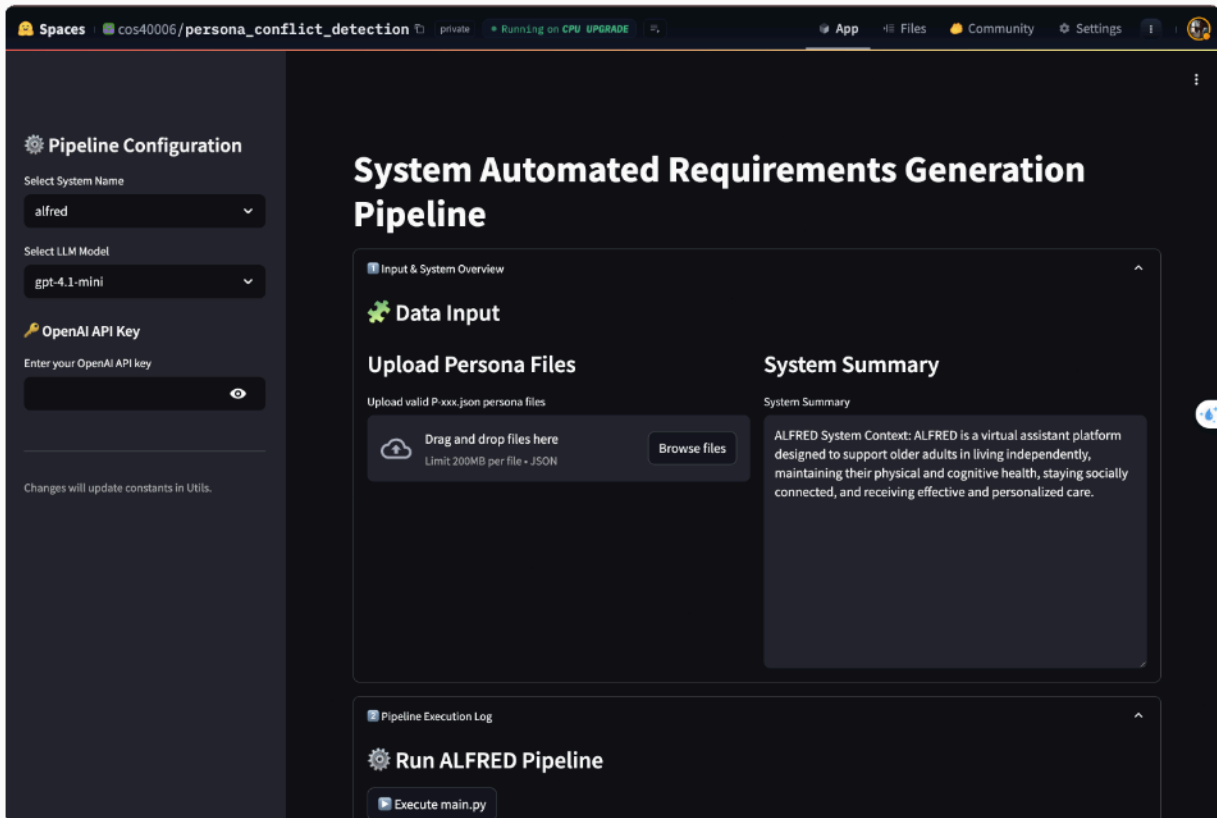 Spaces cos40006/persona_conflict_detection private Running on CPU UPGRADE App Files Community Settings
Pipeline Configuration
Select System Name
alfred
Select LLM Model
gpt-4.1-mini
OpenAI API Key
Enter your OpenAI API key
Changes will update constants in Utils.
System Automated Requirements Generation
Pipeline
1 Input & System Overview
Data Input
Upload Persona Files
Upload valid P-xxx.json persona files
Drag and drop files here
Limit 200MB per file • JSON
Browse files
System Summary
System Summary
ALFRED System Context: ALFRED is a virtual assistant platform
designed to support older adults in living independently,
maintaining their physical and cognitive health, staying socially
connected, and receiving effective and personalized care.
2 Pipeline Execution Log
Run ALFRED Pipeline
Execute main.py